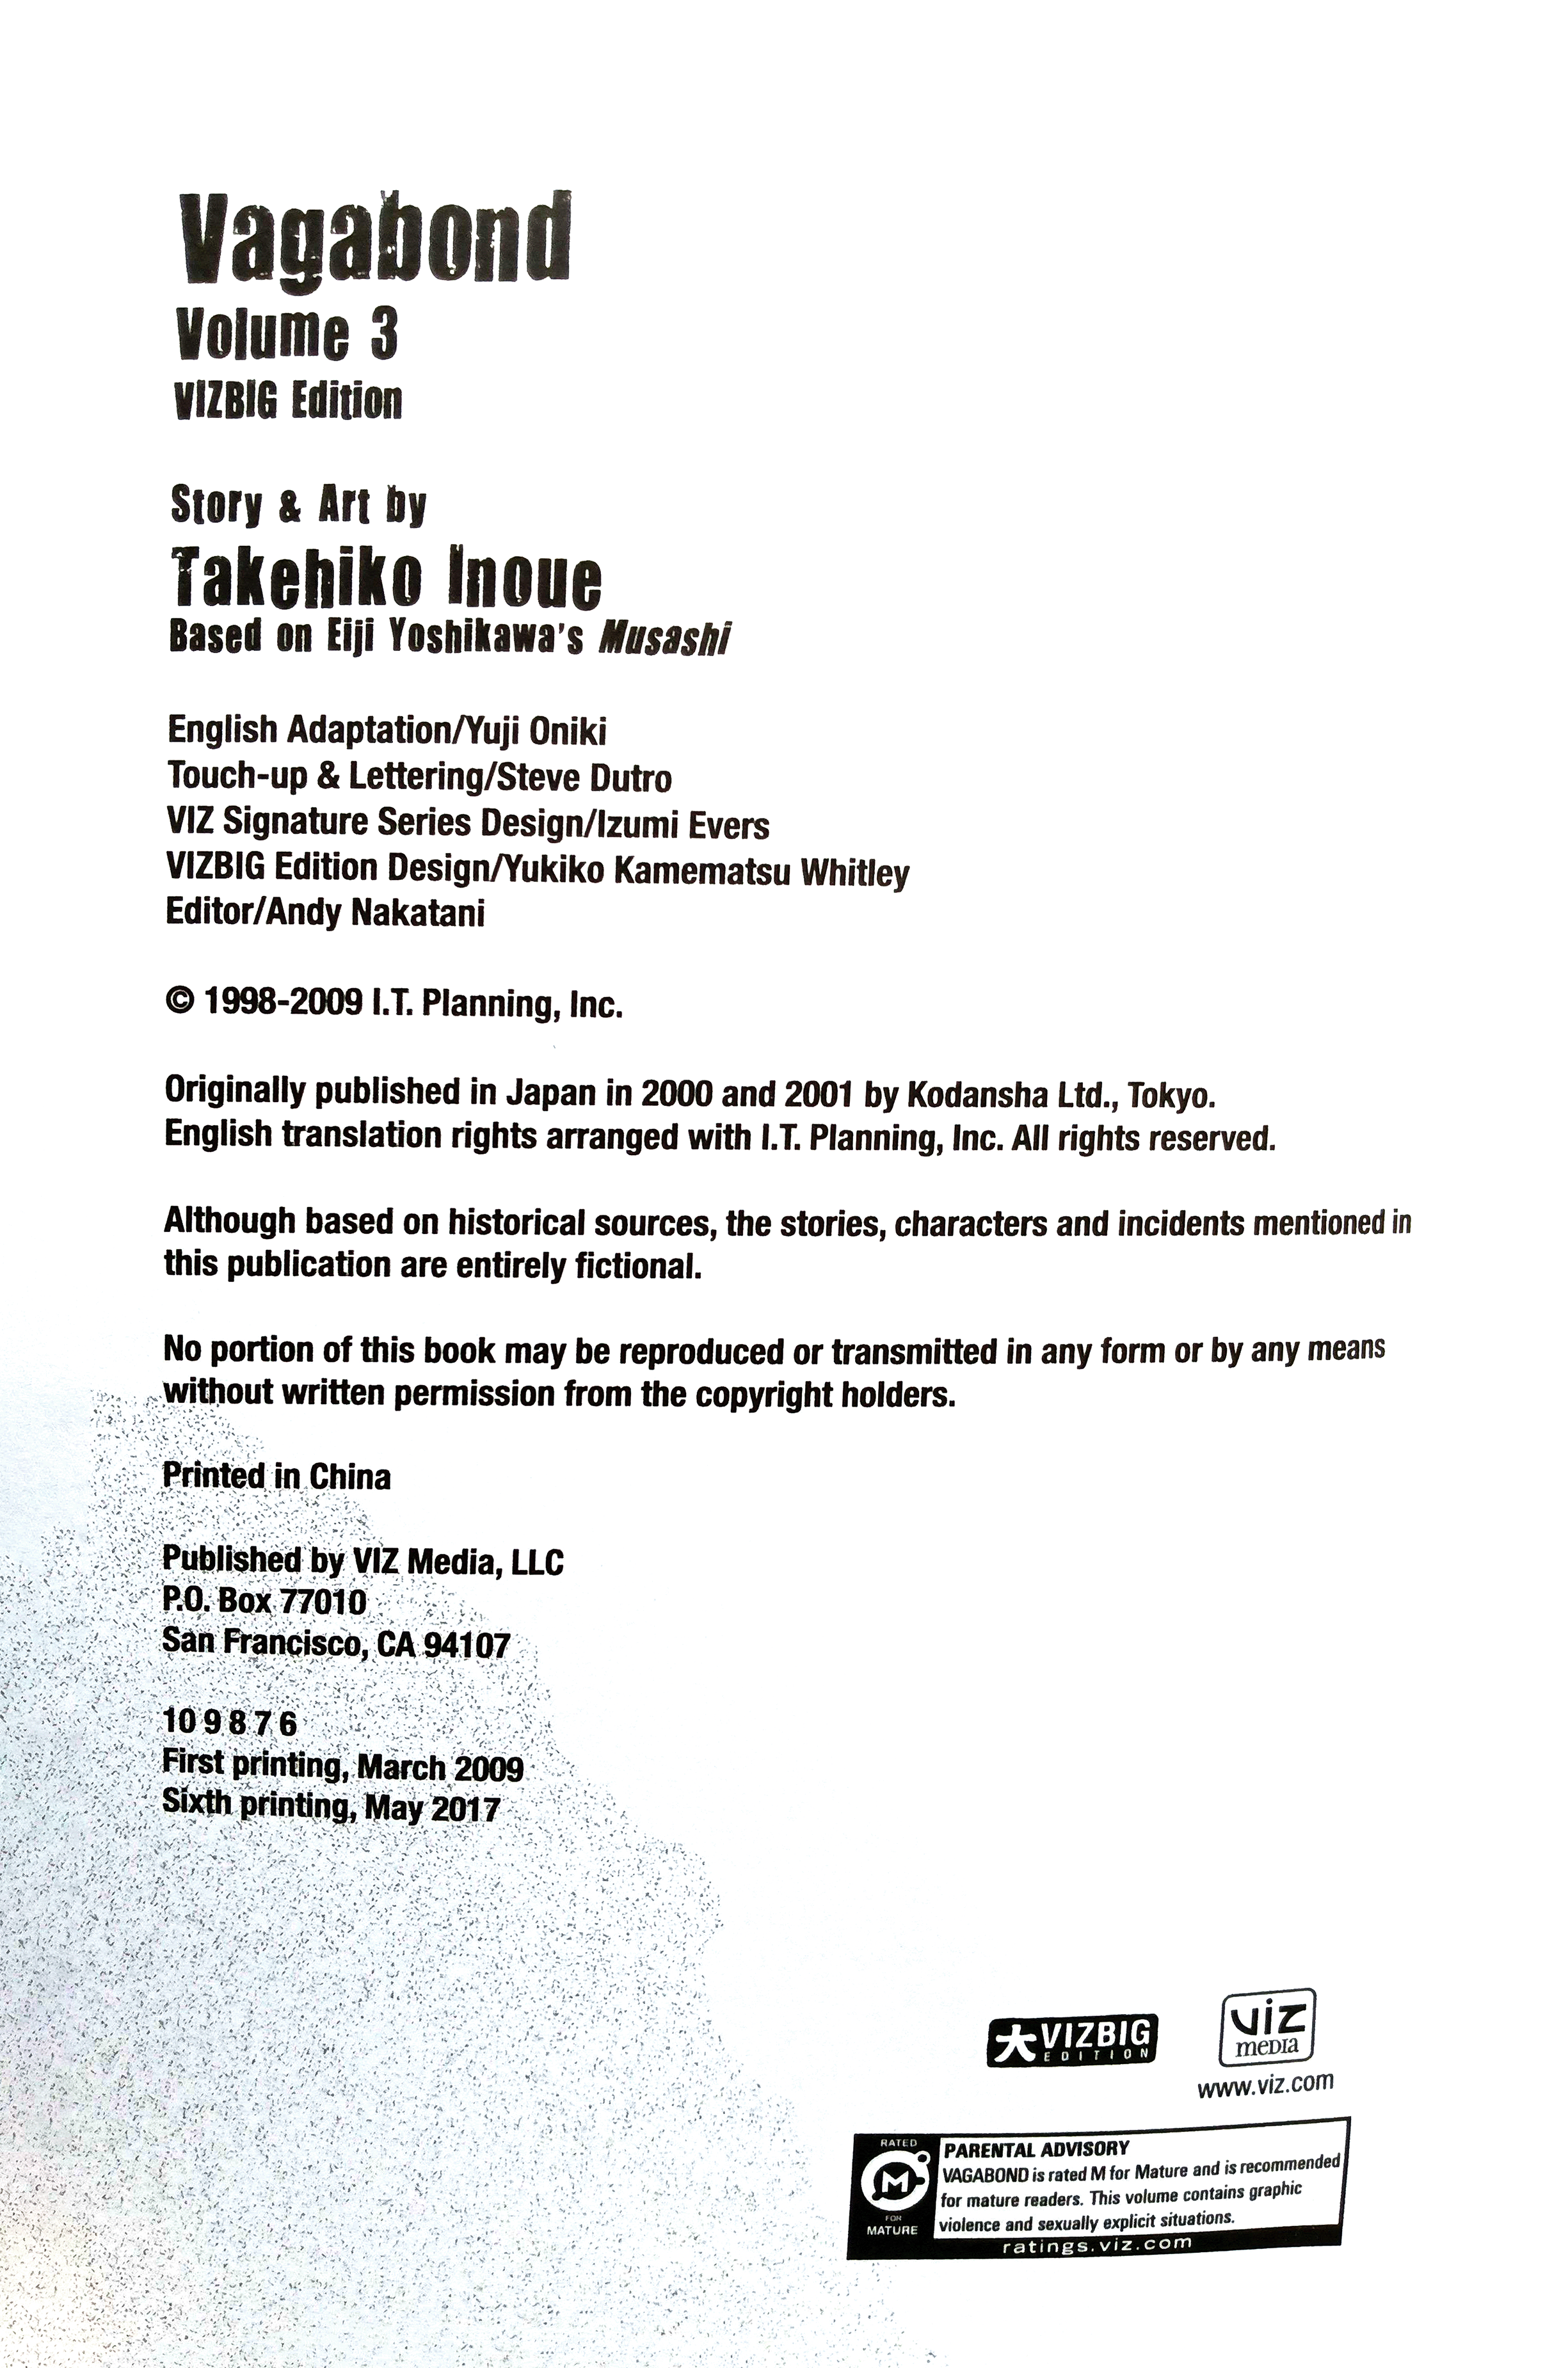 Vagabond
Volume 3
VIZBIG Edition
Story & Art by
Takehiko Inoue
Based on Eiji Yoshikawa's Musashi
English Adaptation/Yuji Oniki
Touch-up & Lettering/Steve Dutro
VIZ Signature Series Design/Izumi Evers
VIZBIG Edition Design/Yukiko Kamematsu Whitley
Editor/Andy Nakatani
© 1998-2009 I.T. Planning, Inc.
Originally published in Japan in 2000 and 2001 by Kodansha Ltd., Tokyo.
English translation rights arranged with I.T. Planning, Inc. All rights reserved.
Although based on historical sources, the stories, characters and incidents mentioned in
this publication are entirely fictional.
No portion of this book may be reproduced or transmitted in any form or by any means
without written permission from the copyright holders.
Printed in China
Published by VIZ Media, LLC
P.O. Box 77010
San Francisco, CA 94107
10 9 8 7 6
First printing, March 2009
Sixth printing, May 2017
大 VIZBIG
EDITION
viz
media
www.viz.com
RATED
M
FOR
MATURE
PARENTAL ADVISORY
VAGABOND is rated M for Mature and is recommended
for mature readers. This volume contains graphic
violence and sexually explicit situations.
ratings.viz.com